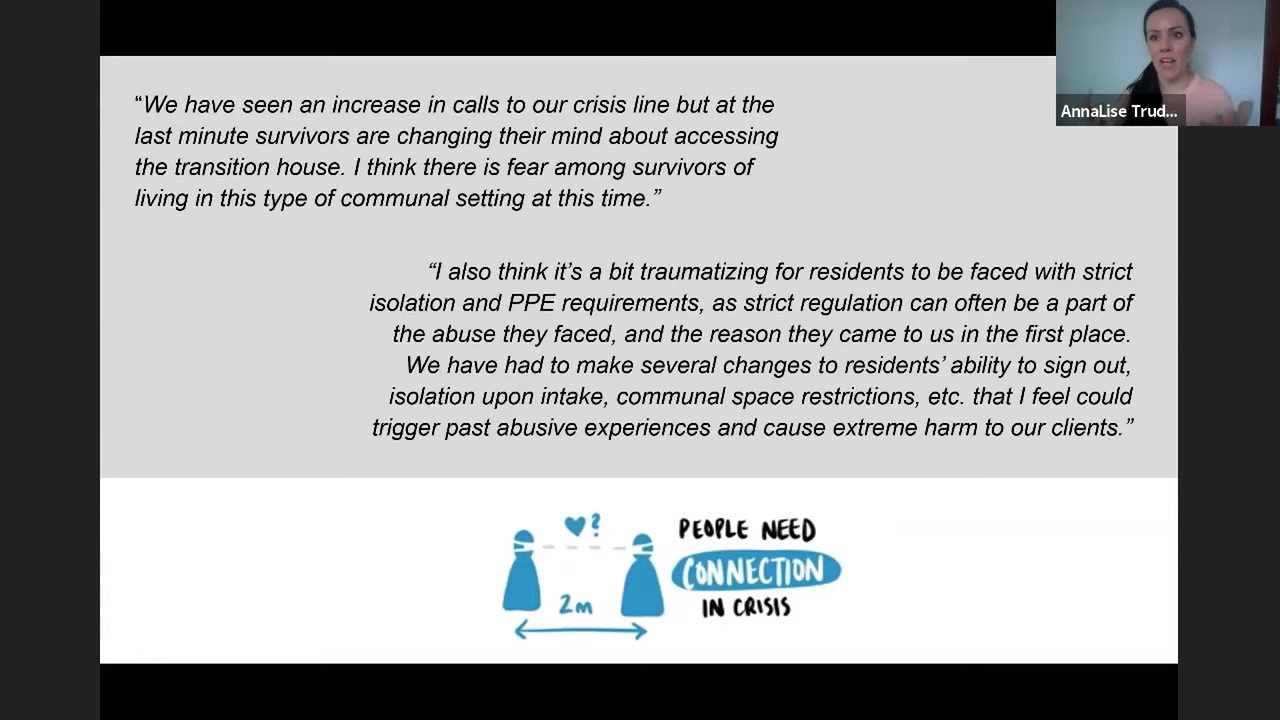 “We have seen an increase in calls to our crisis line but at the
last minute survivors are changing their mind about accessing
the transition house. I think there is fear among survivors of
living in this type of communal setting at this time.”
AnnaLise Trud...
“I also think it’s a bit traumatizing for residents to be faced with strict
isolation and PPE requirements, as strict regulation can often be a part of
the abuse they faced, and the reason they came to us in the first place.
We have had to make several changes to residents’ ability to sign out,
isolation upon intake, communal space restrictions, etc. that I feel could
trigger past abusive experiences and cause extreme harm to our clients.”
?
2m
PEOPLE NEED
CONNECTION
IN CRISIS